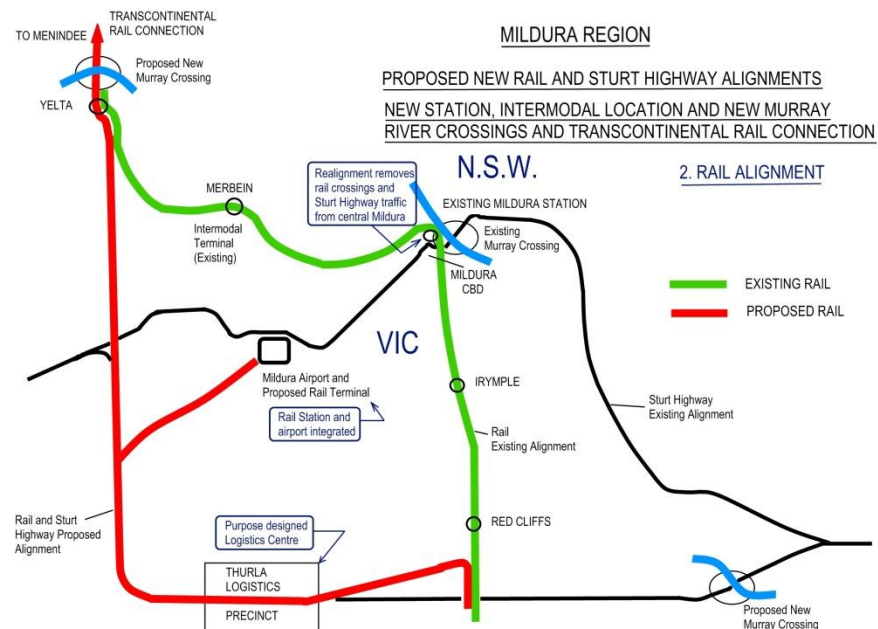 TRANSCONTINENTAL
RAIL CONNECTION
TO MENINDEE
Proposed New
Murray Crossing
YELTA
MILDURA REGION
PROPOSED NEW RAIL AND STURT HIGHWAY ALIGNMENTS
NEW STATION, INTERMODAL LOCATION AND NEW MURRAY
RIVER CROSSINGS AND TRANSCONTINENTAL RAIL CONNECTION
N.S.W.
2. RAIL ALIGNMENT
Realignment removes
rail crossings and
Sturt Highway traffic
from central Mildura
MERBEIN
Intermodal
Terminal
(Existing)
EXISTING MILDURA STATION
Existing
Murray Crossing
MILDURA
CBD
EXISTING RAIL
PROPOSED RAIL
VIC
Mildura Airport and
Proposed Rail Terminal
Rail Station and
airport integrated
IRYMPLE
Sturt Highway
Existing Alignment
Rail
Existing Alignment
Rail and Sturt
Highway Proposed
Alignment
Purpose designed
Logistics Centre
RED CLIFFS
THURLA
LOGISTICS
PRECINCT
Proposed New
Murray Crossing